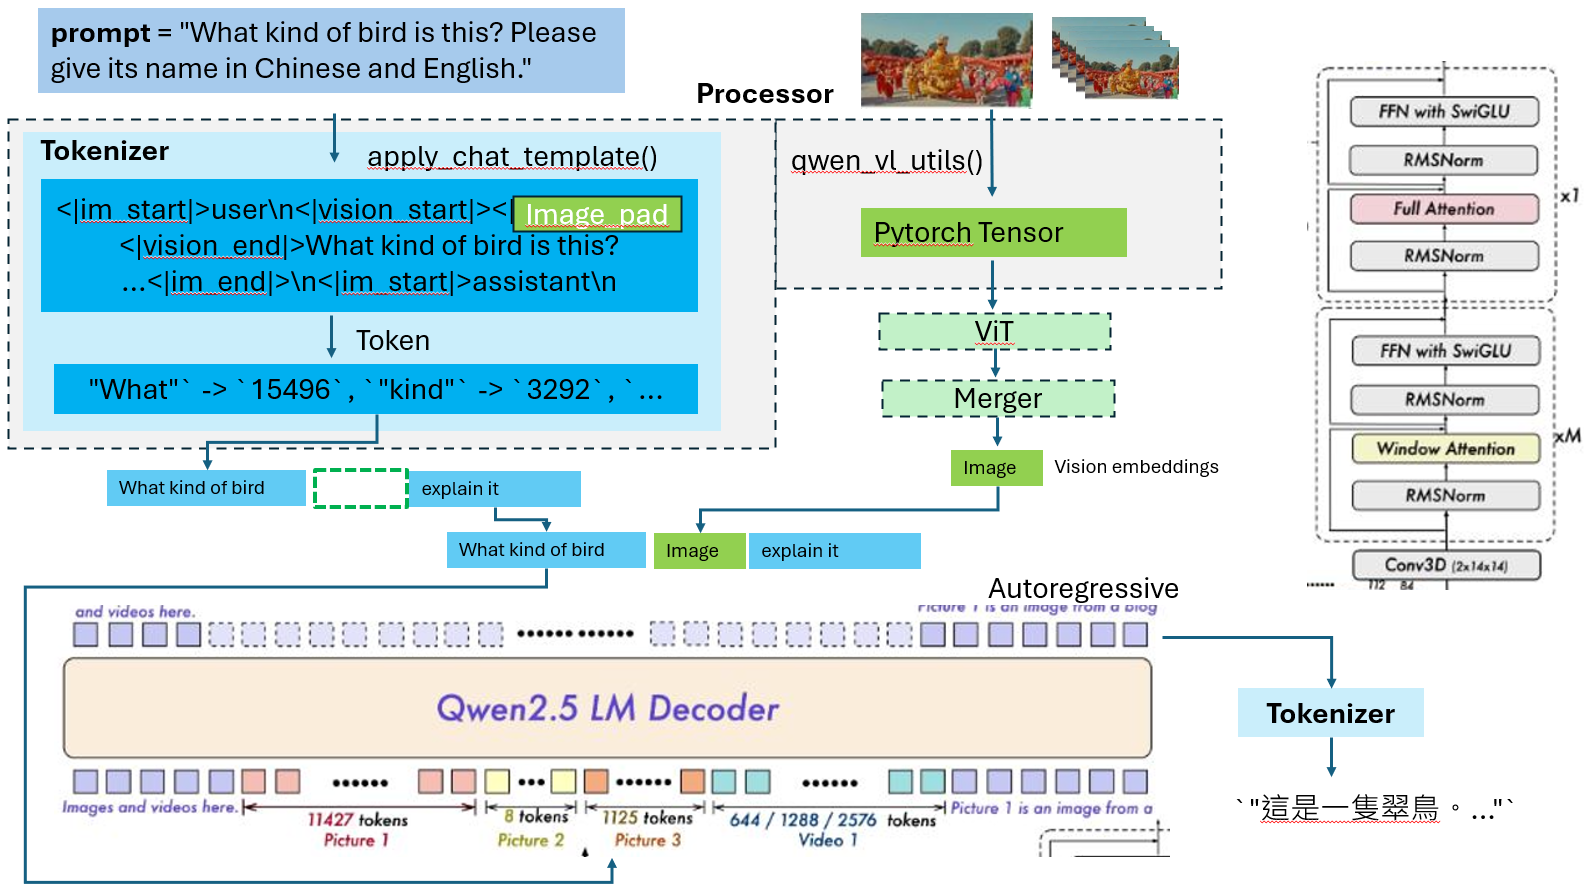 prompt = "What kind of bird is this? Please
give its name in Chinese and English."
Processor
Tokenizer
apply_chat_template()
<|im_start|>user\n<|vision_start|><|
Image_pad
<|vision_end|>What kind of bird is this?
...<|im_end|>\n<|im_start|>assistant\n
Token
"What"` -> `15496`, `"kind"` -> `3292`, `...
qwen_vl_utils()
Pytorch Tensor
ViT
Merger
Image
Vision embeddings
What kind of bird
explain it
What kind of bird
Image
explain it
FFN with SwiGLU
RMSNorm
Full Attention
x1
RMSNorm
FFN with SwiGLU
RMSNorm
Window Attention
xM
RMSNorm
Conv3D (2x14x14)
112 84
Autoregressive
and videos here.
Picture 1 is an image from a blog
Qwen2.5 LM Decoder
Images and videos here.
11427 tokens
Picture 1
8 tokens
Picture 2
1125 tokens
Picture 3
644 / 1288 / 2576 tokens
Video 1
Picture 1 is an image from a
Tokenizer
`"這是一隻翠鳥。..."`